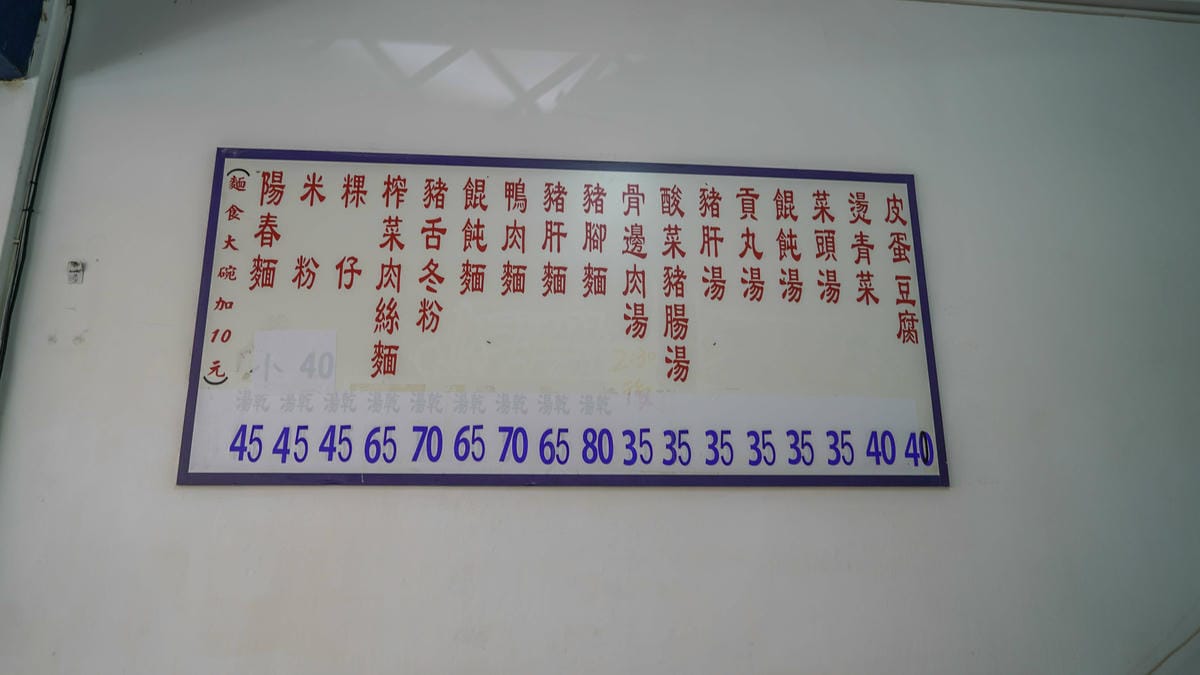 (麵食大碗加10元)
陽春麵
米粉
粿仔
榨菜肉絲麵
豬舌冬粉
餛飩麵
鴨肉麵
豬肝麵
豬腳麵
骨邊肉湯
酸菜豬腸湯
豬肝湯
貢丸湯
餛飩湯
菜頭湯
燙青菜
皮蛋豆腐
小 40
湯乾 湯乾 湯乾 湯乾 湯乾 湯乾 湯乾 湯乾 湯乾
45 45 45 65 70 65 70 65 80 35 35 35 35 35 35 40 40